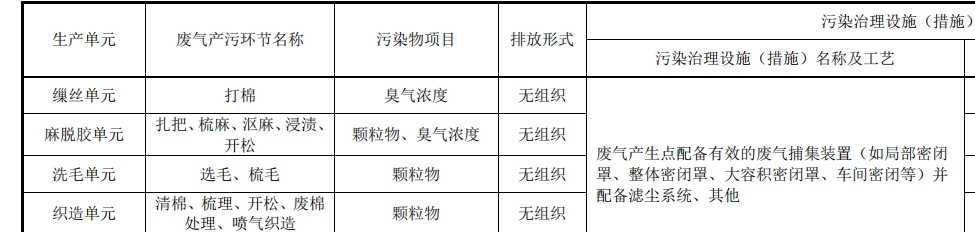 生产单元
废气产污环节名称
污染物项目
排放形式
污染治理设施（措施）
污染治理设施（措施）名称及工艺
缫丝单元
打棉
臭气浓度
无组织
麻脱胶单元
扎把、梳麻、沤麻、浸渍、
开松
颗粒物、臭气浓度
无组织
洗毛单元
选毛、梳毛
颗粒物
无组织
织造单元
清棉、梳理、开松、废棉
处理、喷气织造
颗粒物
无组织
废气产生点配备有效的废气捕集装置（如局部密闭
罩、整体密闭罩、大容积密闭罩、车间密闭等）并
配备滤尘系统、其他